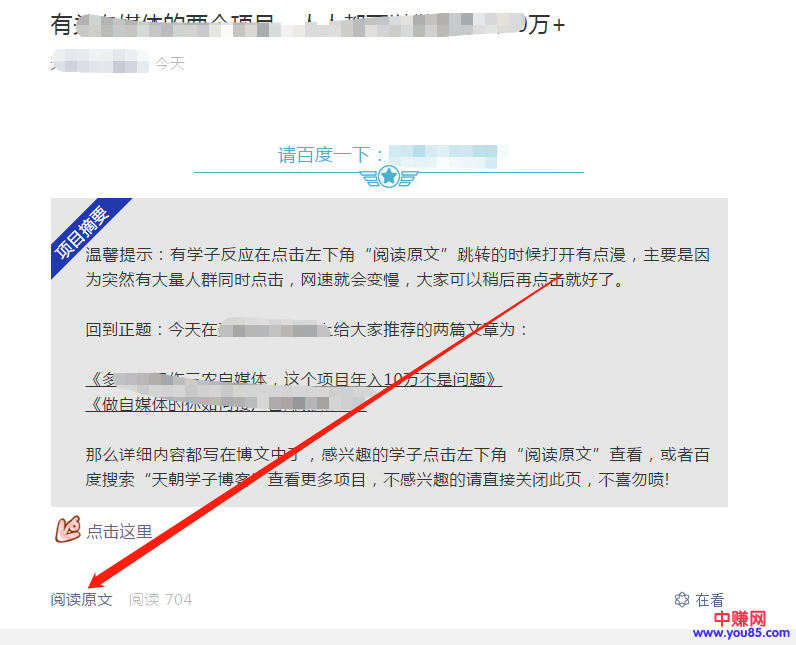 有 自媒体的两个项目, 人人都 0万+
今天
请百度一下:
项目摘要
温馨提示:有学子反应在点击左下角“阅读原文”跳转的时候打开有点漫,主要是因
为突然有大量人群同时点击,网速就会变慢,大家可以稍后再点击就好了。
回到正题:今天在 上给大家推荐的两篇文章为:
《多 作三农自媒体,这个项目年入10万不是问题》
《做自媒体的你如何
那么详细内容都写在博文中了,感兴趣的学子点击左下角“阅读原文”查看,或者百
度搜索“天朝学子博客”查看更多项目,不感兴趣的请直接关闭此页,不喜勿喷!
点击这里
阅读原文 阅读 704 在看
中赚网
www.you85.com